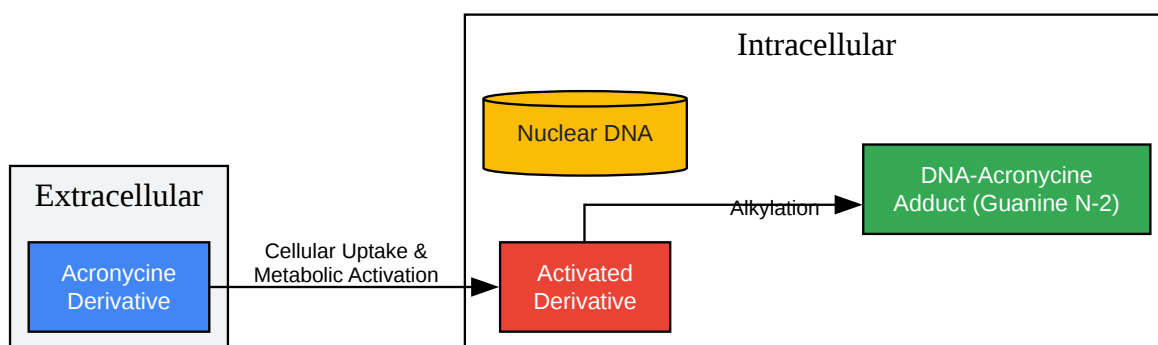 Extracellular
Acronycine
Derivative
Cellular Uptake &
Metabolic Activation
Intracellular
Nuclear DNA
Activated
Derivative
Alkylation
DNA-Acronycine
Adduct (Guanine N-2)